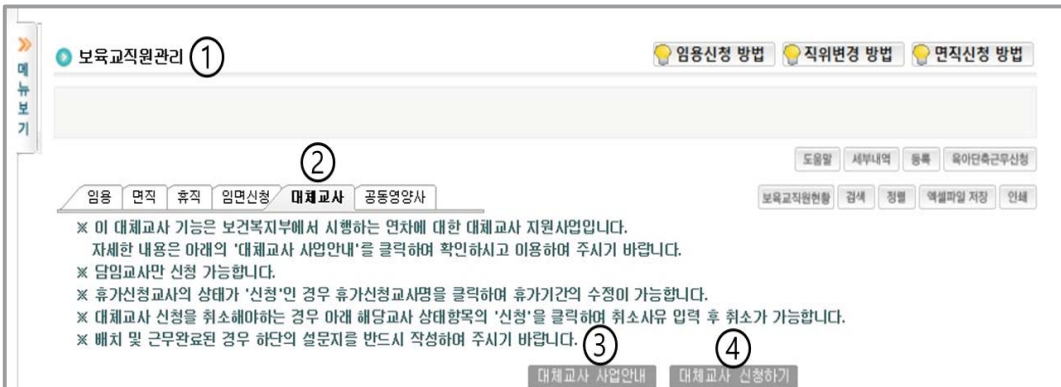 »
메뉴보기
보육교직원관리 ①
임용신청 방법 직위변경 방법 면직신청 방법
도움말 세부내역 등록 육아단축근무신청
②
임용 면직 휴직 임면신청 대체교사 공동영양사
보육교직원현황 검색 정렬 엑셀파일 저장 인쇄
※ 이 대체교사 기능은 보건복지부에서 시행하는 연차에 대한 대체교사 지원사업입니다.
자세한 내용은 아래의 '대체교사 사업안내'를 클릭하여 확인하시고 이용하여 주시기 바랍니다.
※ 담임교사만 신청 가능합니다.
※ 휴가신청교사의 상태가 '신청'인 경우 휴가신청교사명을 클릭하여 휴가기간의 수정이 가능합니다.
※ 대체교사 신청을 취소해야하는 경우 아래 해당교사 상태항목의 '신청'을 클릭하여 취소사유 입력 후 취소가 가능합니다.
※ 배치 및 근무완료된 경우 하단의 설문지를 반드시 작성하여 주시기 바랍니다.
③ ④
대체교사 사업안내 대체교사 신청하기